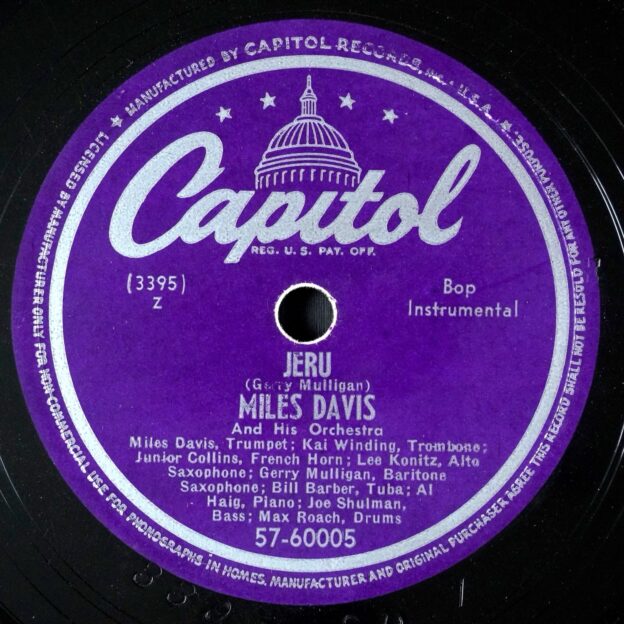 MANUFACTURED BY CAPITOL RECORDS, INC. U.S.A.
Capitol
REG. U. S. PAT. OFF.
(3395)
Z
Bop
Instrumental
JERU
(Gerry Mulligan)
MILES DAVIS
And His Orchestra
Miles Davis, Trumpet; Kai Winding, Trombone;
Junior Collins, French Horn; Lee Konitz, Alto
Saxophone; Gerry Mulligan, Baritone
Saxophone; Bill Barber, Tuba; Al
Haig, Piano; Joe Shulman,
Bass; Max Roach, Drums
57-60005
LICENSED BY MANUFACTURER ONLY FOR NON-COMMERCIAL USE FOR PHONOGRAPHS IN HOMES. MANUFACTURER AND ORIGINAL PURCHASER AGREE THIS RECORD SHALL NOT BE RESOLD FOR ANY OTHER PURPOSE.